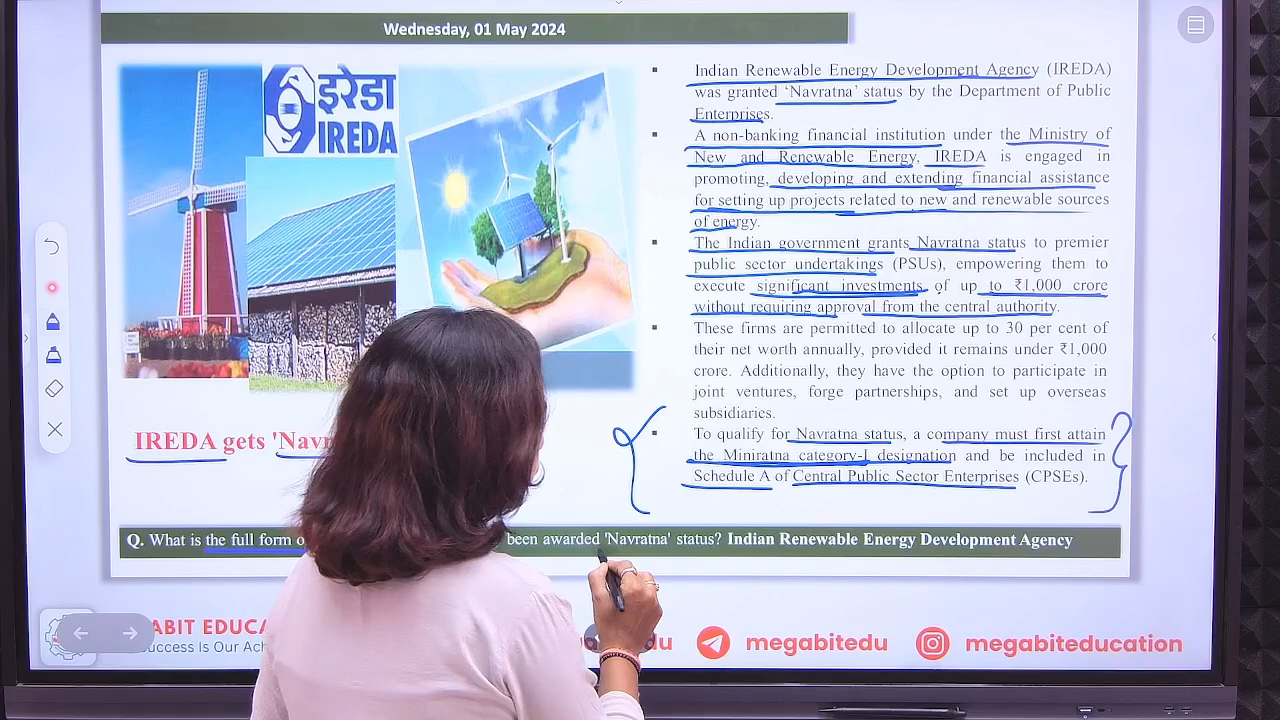 Wednesday, 01 May 2024
इरेडा
IREDA
Indian Renewable Energy Development Agency (IREDA)
was granted ‘Navratna’ status by the Department of Public
Enterprises.
A non-banking financial institution under the Ministry of
New and Renewable Energy, IREDA is engaged in
promoting, developing and extending financial assistance
for setting up projects related to new and renewable sources
of energy.
The Indian government grants Navratna status to premier
public sector undertakings (PSUs), empowering them to
execute significant investments of up to ₹1,000 crore
without requiring approval from the central authority.
These firms are permitted to allocate up to 30 per cent of
their net worth annually, provided it remains under ₹1,000
crore. Additionally, they have the option to participate in
joint ventures, forge partnerships, and set up overseas
subsidiaries.
To qualify for Navratna status, a company must first attain
the Miniratna category-I designation and be included in
Schedule A of Central Public Sector Enterprises (CPSEs).
IREDA gets 'Navr
Q. What is the full form o been awarded 'Navratna' status? Indian Renewable Energy Development Agency
ABIT EDUCA
uccess Is Our Ach
du megabitedu megabiteducation